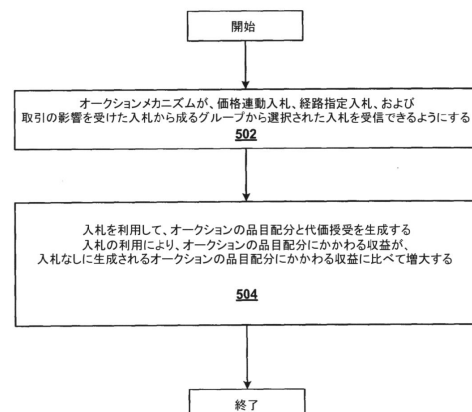 開始
オークションメカニズムが、価格連動入札、経路指定入札、および
取引の影響を受けた入札から成るグループから選択された入札を受信できるようにする
502
入札を利用して、オークションの品目配分と代価授受を生成する
入札の利用により、オークションの品目配分にかかわる収益が、
入札なしに生成されるオークションの品目配分にかかわる収益に比べて増大する
504
終了